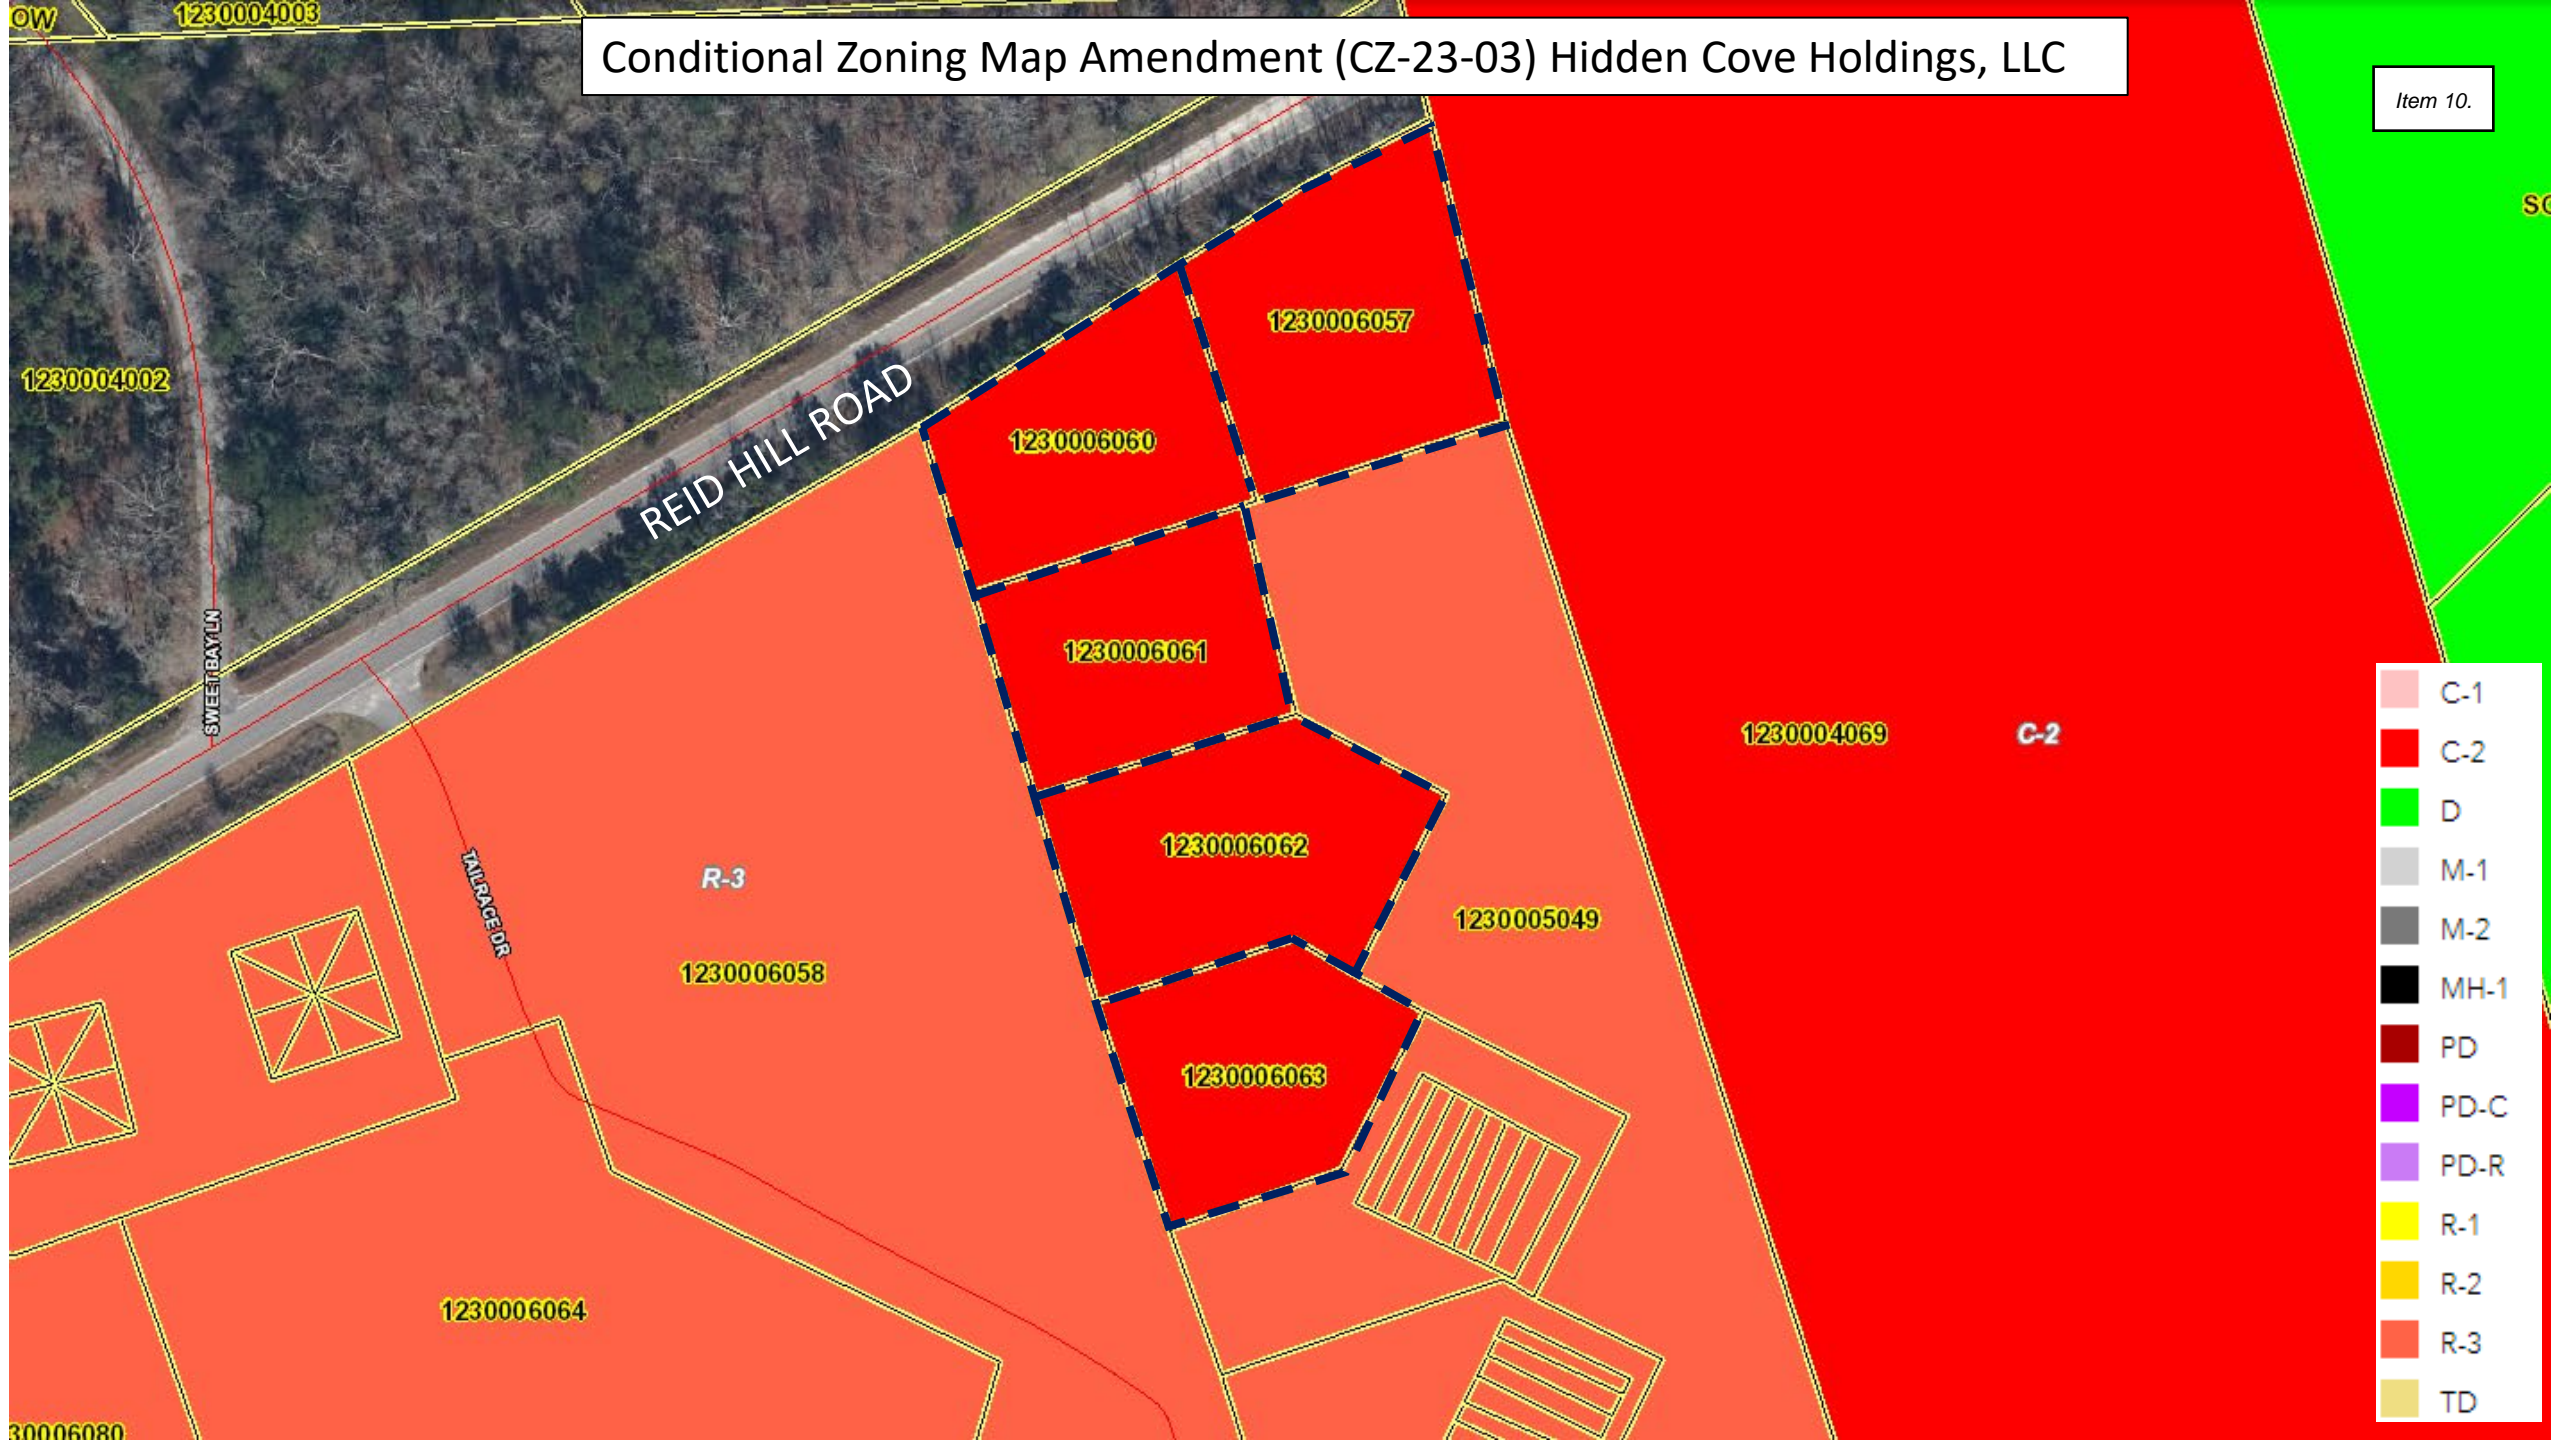 OW
1230004003
Conditional Zoning Map Amendment (CZ-23-03) Hidden Cove Holdings, LLC
Item 10.
SC
1230006057
1230004002
REID HILL ROAD
1230006060
1230006061
SWEET BAY LN
1230004069
C-2
1230006062
TAILRACE DR
R-3
1230005049
1230006058
1230006063
1230006064
30006080
C-1
C-2
D
M-1
M-2
MH-1
PD
PD-C
PD-R
R-1
R-2
R-3
TD